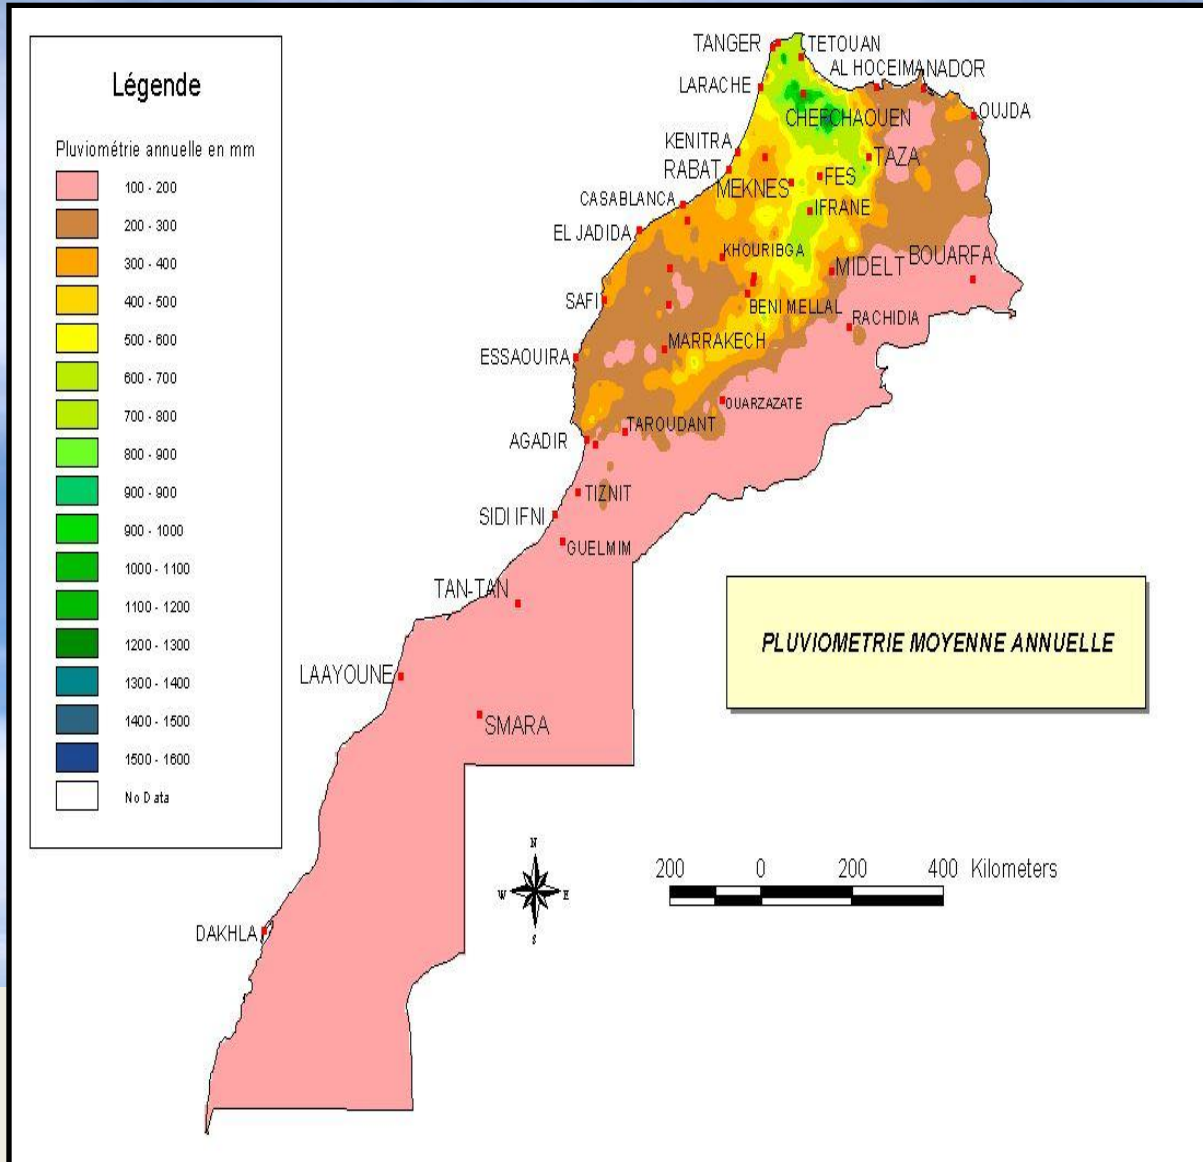 Légende
Pluviométrie annuelle en mm
100 - 200
200 - 300
300 - 400
400 - 500
500 - 600
600 - 700
700 - 800
800 - 900
900 - 900
900 - 1000
1000 - 1100
1100 - 1200
1200 - 1300
1300 - 1400
1400 - 1500
1500 - 1600
No Data
TANGER
TETOUAN
AL HOCEIMA
NADOR
LARACHE
CHEFCHAOUEN
OUJDA
KENITRA
TAZA
RABAT
FES
MEKNES
CASABLANCA
IFRANE
EL JADIDA
KHOURIBGA
BOUARFA
MIDELT
SAFI
BENI MELLAL
RACHIDIA
MARRAKECH
ESSAOUIRA
OUARZAZATE
TAROUDANT
AGADIR
TIZNIT
SIDI IFNI
GUELMIM
TAN-TAN
LAAYOUNE
SMARA
DAKHLA
PLUVIOMETRIE MOYENNE ANNUELLE
N
W
E
S
200 0 200 400 Kilometers